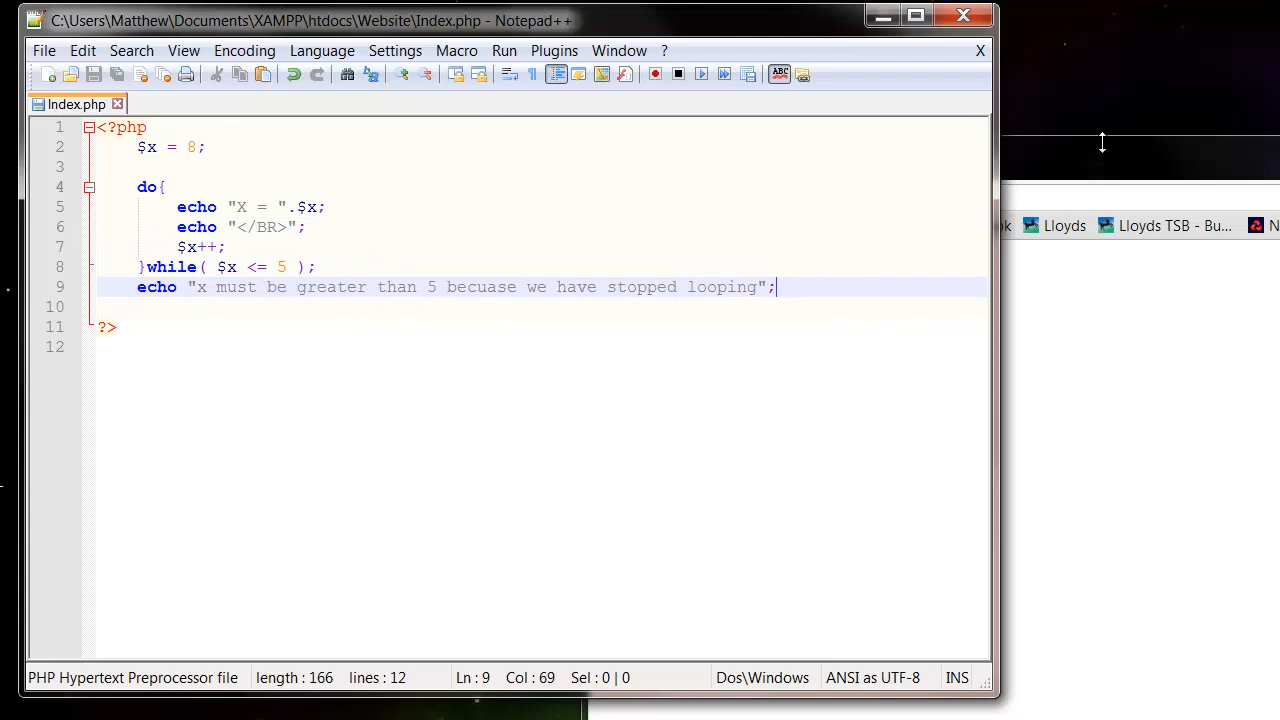 C:\Users\Matthew\Documents\XAMPP\htdocs\Website\Index.php - Notepad++
File Edit Search View Encoding Language Settings Macro Run Plugins Window ? X
ABC
Index.php
1 <?php
2 $x = 8;
3
4 do{
5 echo "X = ".$x;
6 echo "</BR>";
7 $x++;
8 }while( $x <= 5 );
9 echo "x must be greater than 5 becuase we have stopped looping";
10
11 ?>
12
ok Lloyds Lloyds TSB - Bu... N
PHP Hypertext Preprocessor file length : 166 lines : 12 Ln : 9 Col : 69 Sel : 0 | 0 Dos\Windows ANSI as UTF-8 INS